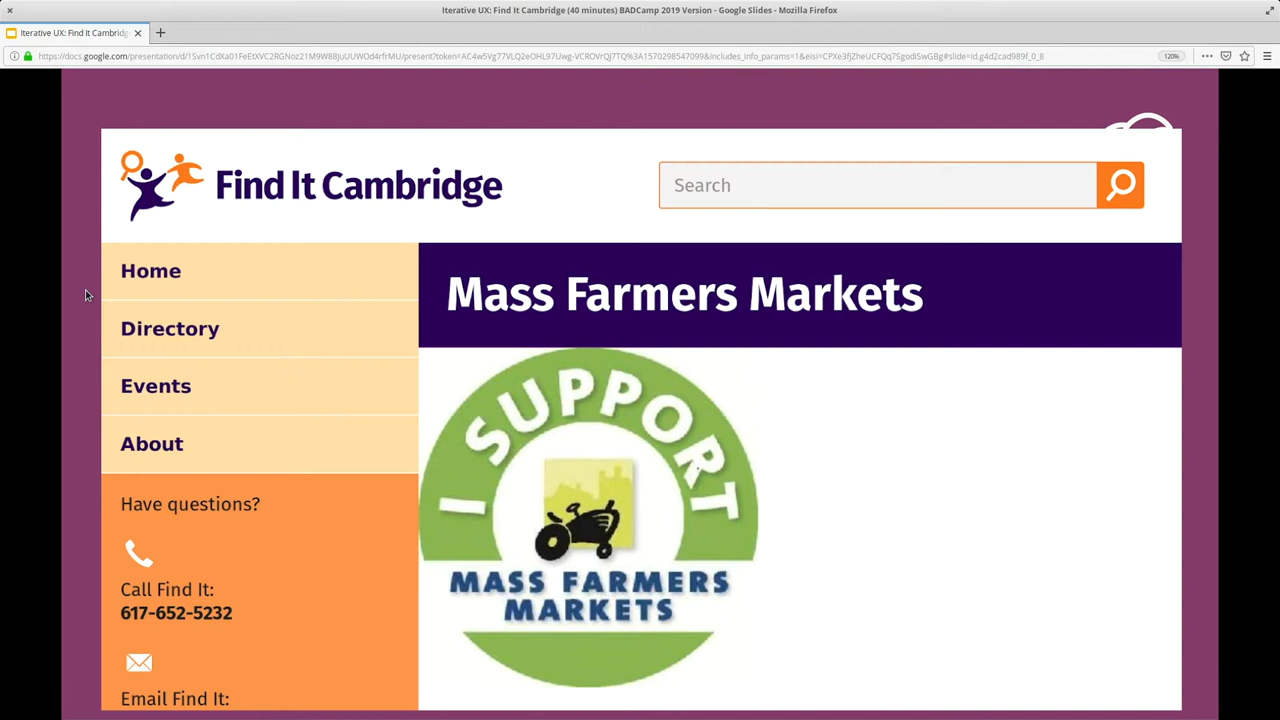 Iterative UX: Find It Cambridge (40 minutes) BADCamp 2019 Version - Google Slides - Mozilla Firefox
Iterative UX: Find It Cambridg
120%
Find It Cambridge
Search
Home
Directory
Events
About
Have questions?
Call Find It:
617-652-5232
Email Find It:
Mass Farmers Markets
I SUPPORT
MASS FARMERS
MARKETS